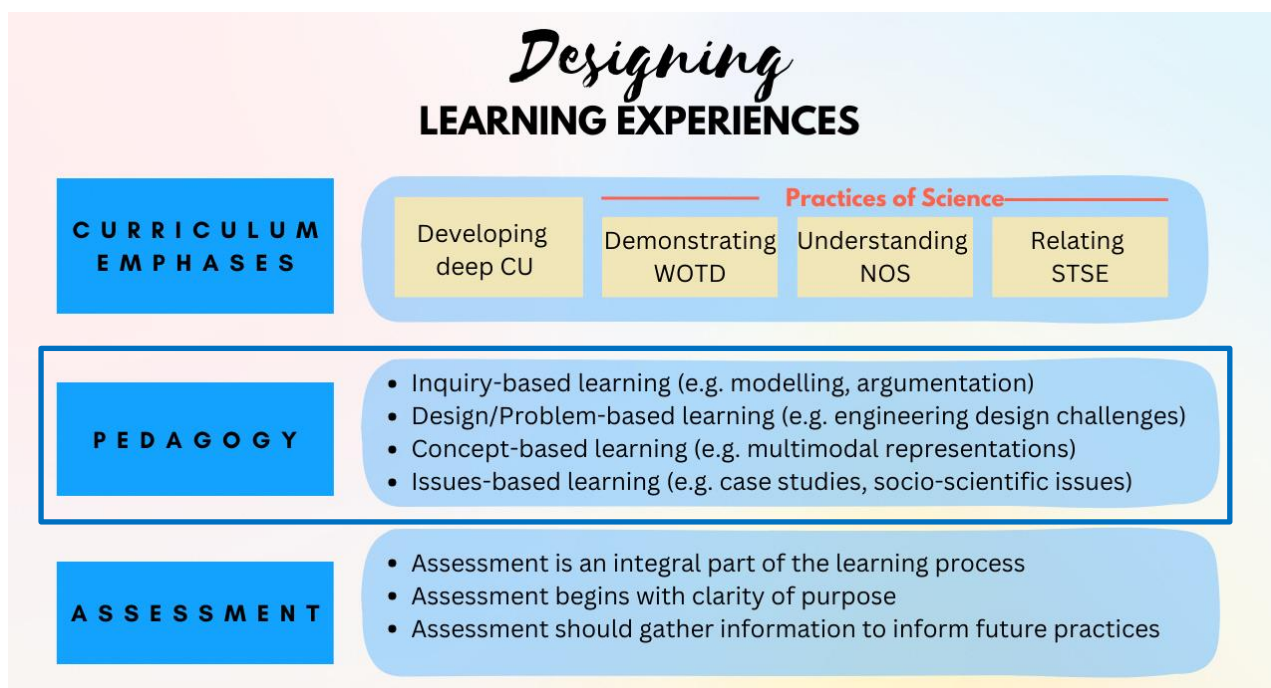 Designing
LEARNING EXPERIENCES
CURRICULUM
EMPHASES
Practices of Science
Developing
deep CU
Demonstrating
WOTD
Understanding
NOS
Relating
STSE
PEDAGOGY
• Inquiry-based learning (e.g. modelling, argumentation)
• Design/Problem-based learning (e.g. engineering design challenges)
• Concept-based learning (e.g. multimodal representations)
• Issues-based learning (e.g. case studies, socio-scientific issues)
ASSESSMENT
• Assessment is an integral part of the learning process
• Assessment begins with clarity of purpose
• Assessment should gather information to inform future practices